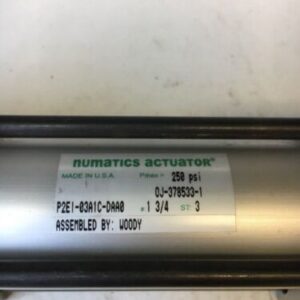 numatics actuator®
MADE IN U.S.A. Pmax = 250 psi
OJ-378533-1
P2EI-03A1C-DAA0 ø 1 3/4 ST: 3
ASSEMBLED BY: WOODY